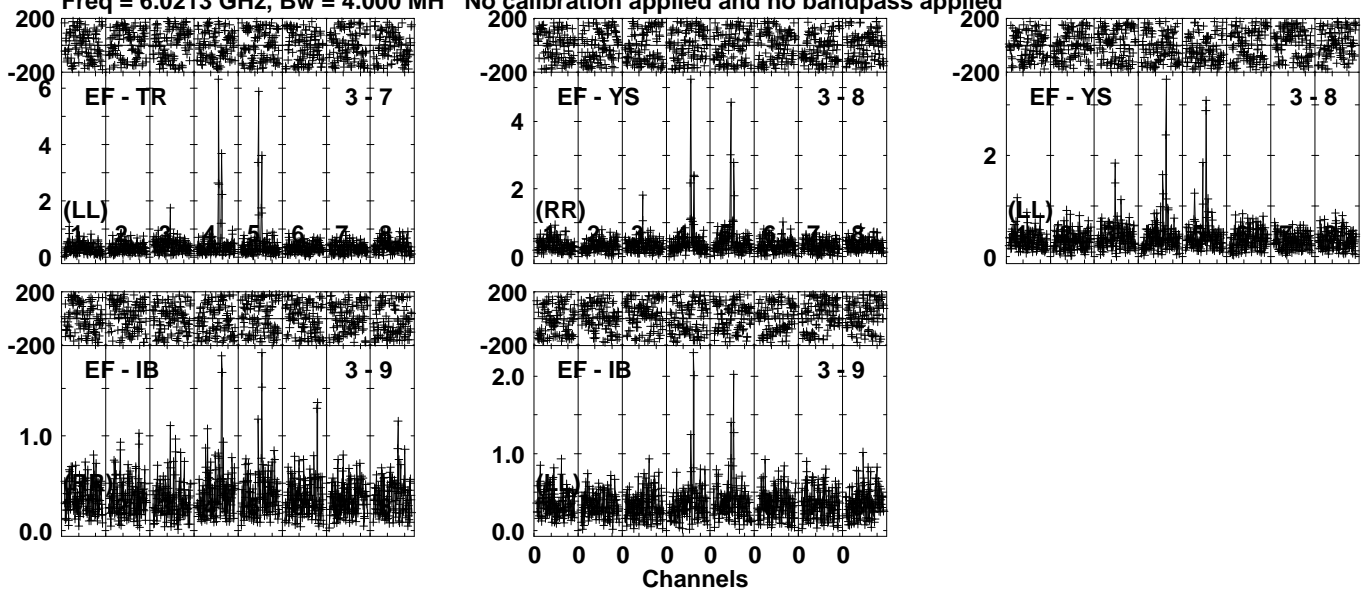 Freq = 6.0213 GHz, Bw = 4.000 MH No calibration applied and no bandpass applied
200 200 200
-200 -200 -200
6 EF - TR 3 - 7 EF - YS 3 - 8 EF - YS 3 - 8
4 4 2
2 2
(LL) (RR) (LL)
1 2 3 4 5 6 7 8 1 2 3 4 5 6 7 8
0 0 0
200 200
-200 -200
EF - IB 3 - 9 EF - IB 3 - 9
2.0
1.0 1.0
(LL)
0.0 0.0
0 0 0 0 0 0 0 0
Channels